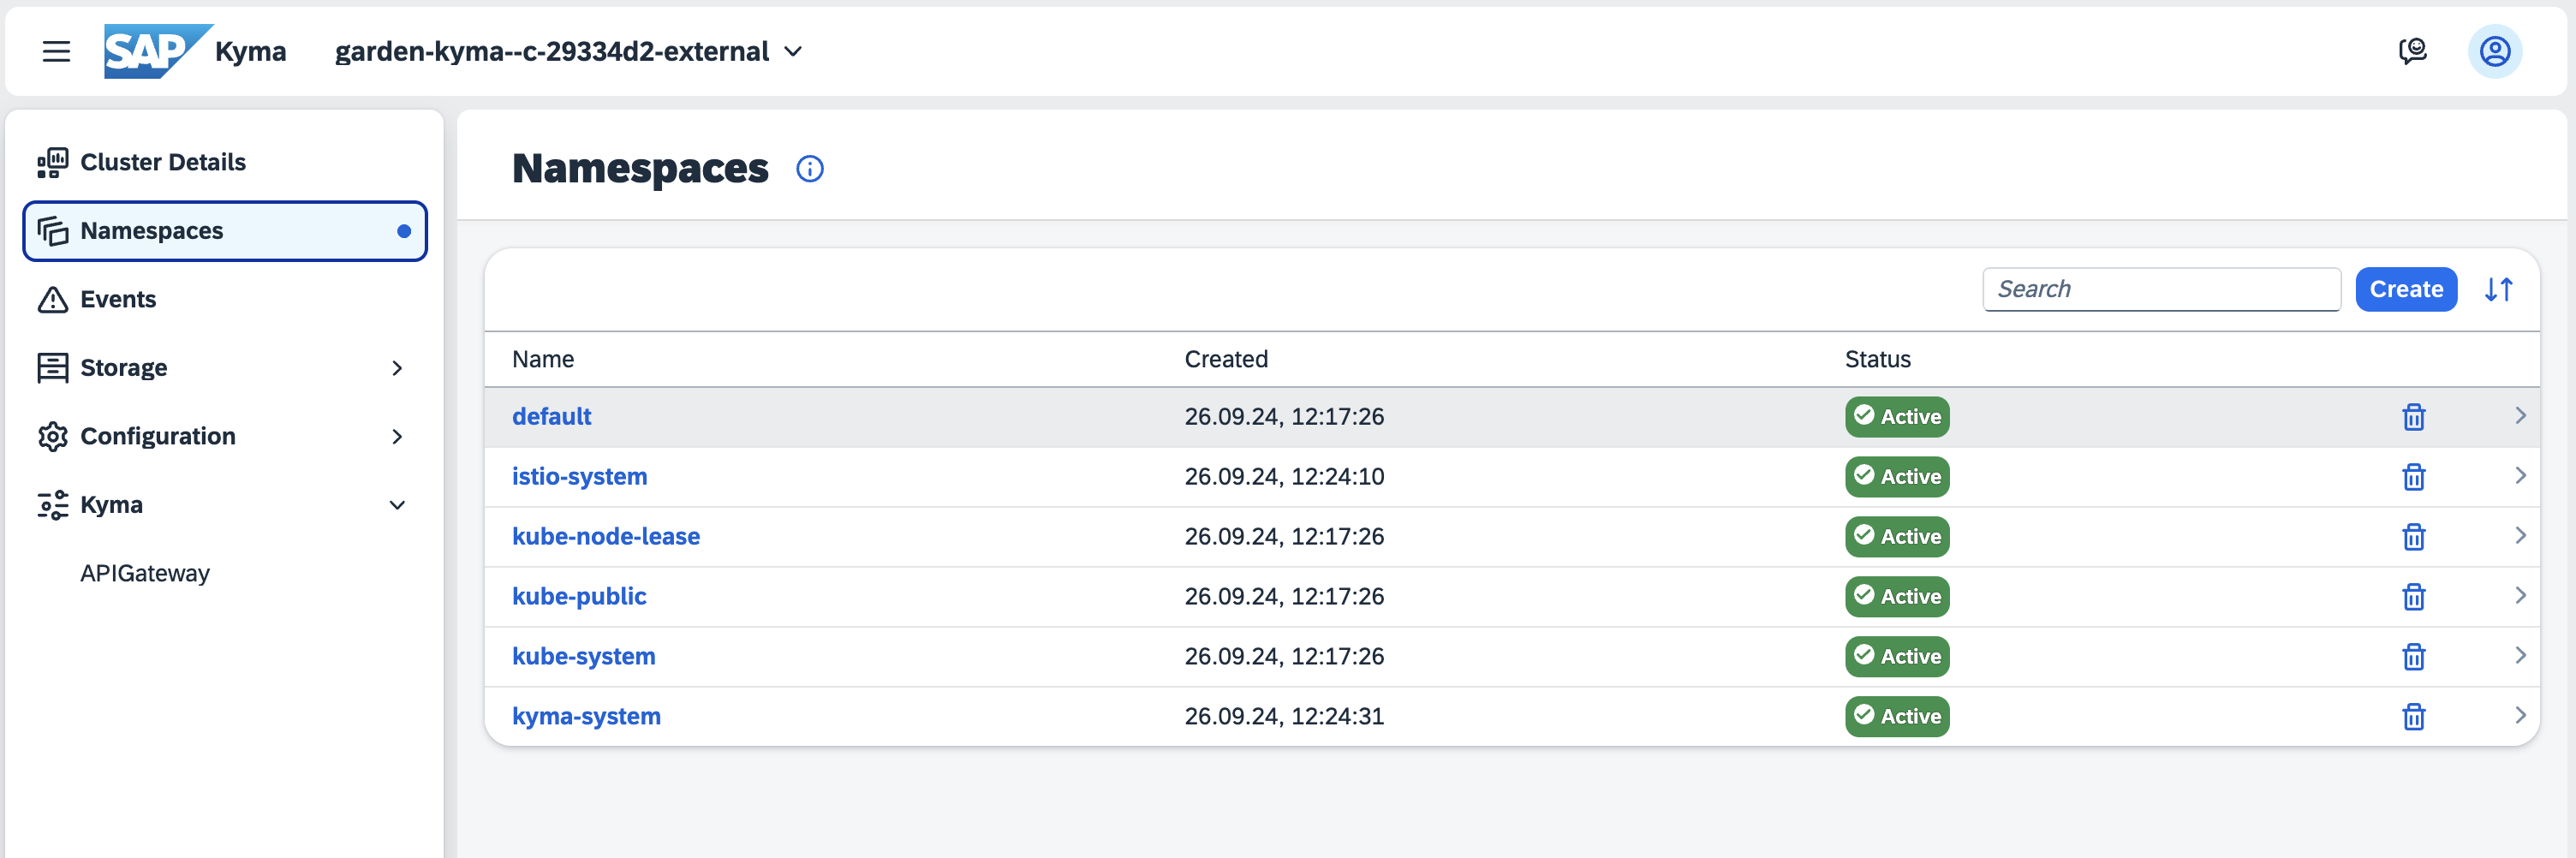 SAP Kyma garden-kyma--c-29334d2-external
Cluster Details
Namespaces
Events
Storage
Configuration
Kyma
APIGateway
Namespaces
Search Create
Name Created Status
default 26.09.24, 12:17:26 Active
istio-system 26.09.24, 12:24:10 Active
kube-node-lease 26.09.24, 12:17:26 Active
kube-public 26.09.24, 12:17:26 Active
kube-system 26.09.24, 12:17:26 Active
kyma-system 26.09.24, 12:24:31 Active